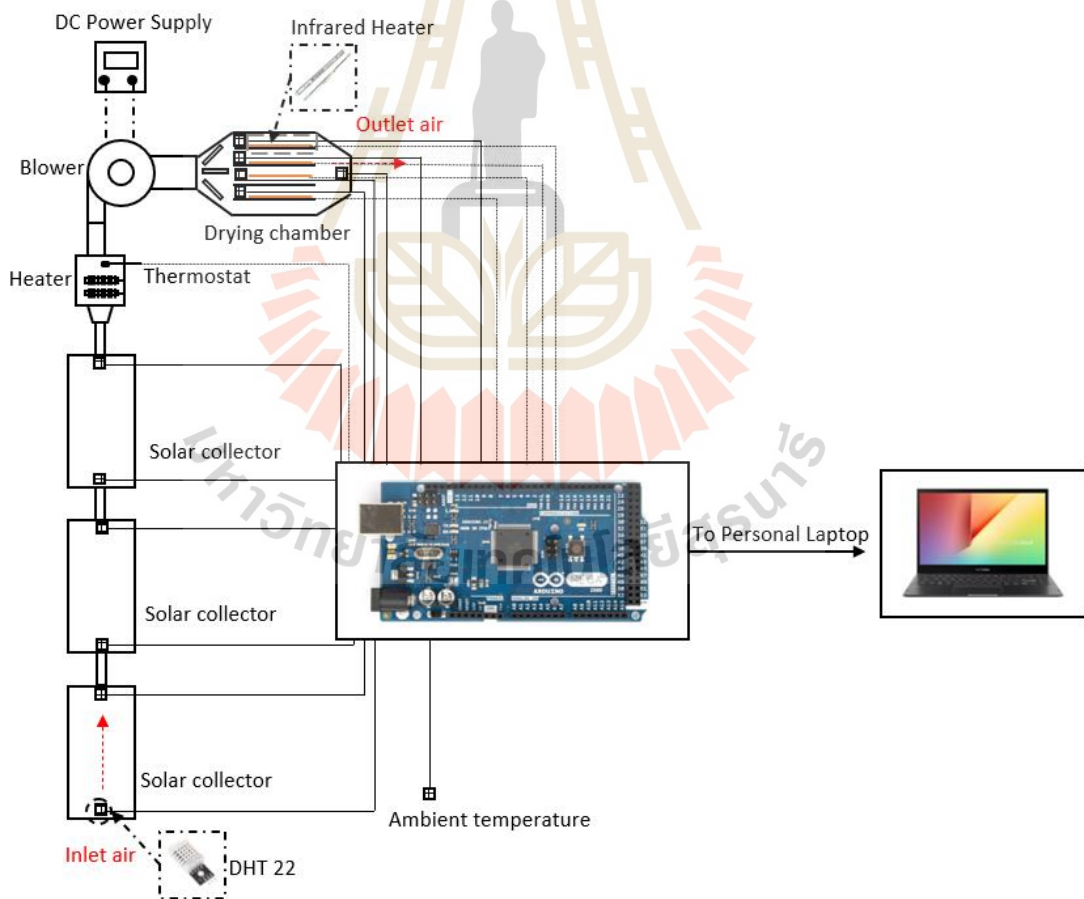 DC Power Supply
Infrared Heater
Outlet air
Blower
Drying chamber
Heater
Thermostat
Solar collector
To Personal Laptop
ARDUINO
Solar collector
Solar collector
Ambient temperature
Inlet air
DHT 22